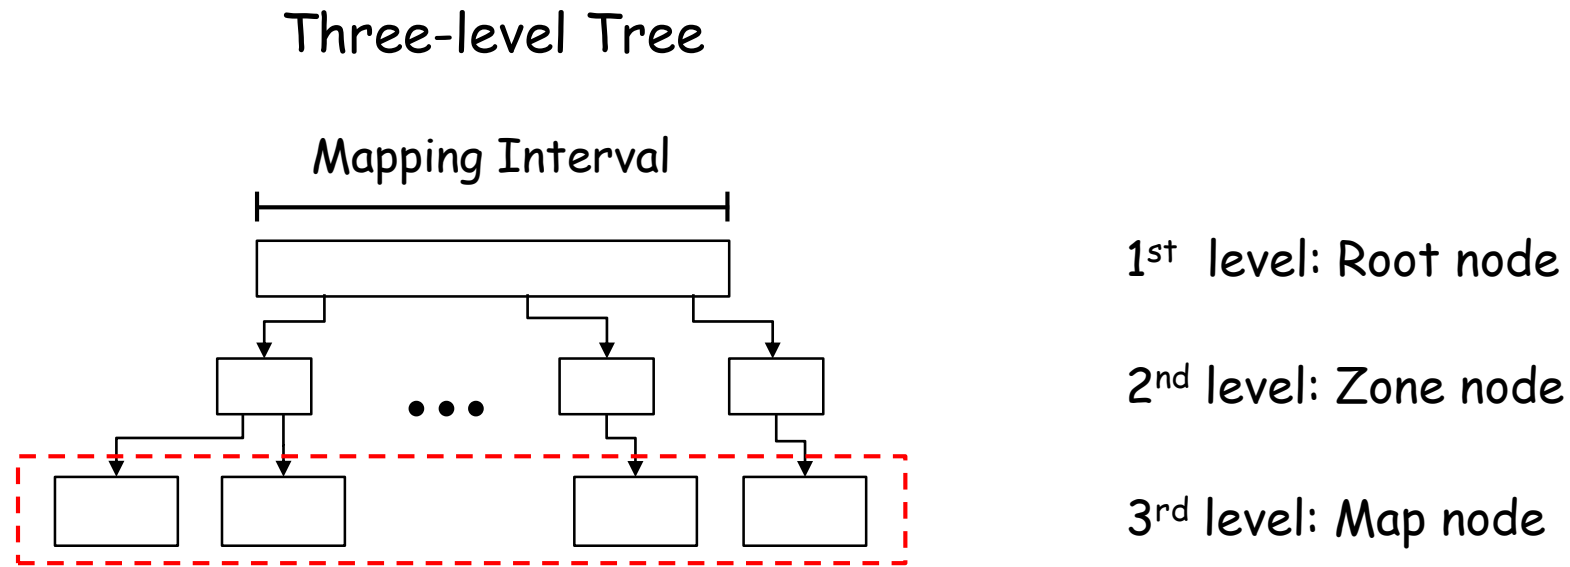 Three-level Tree
Mapping Interval
1st level: Root node
2nd level: Zone node
3rd level: Map node